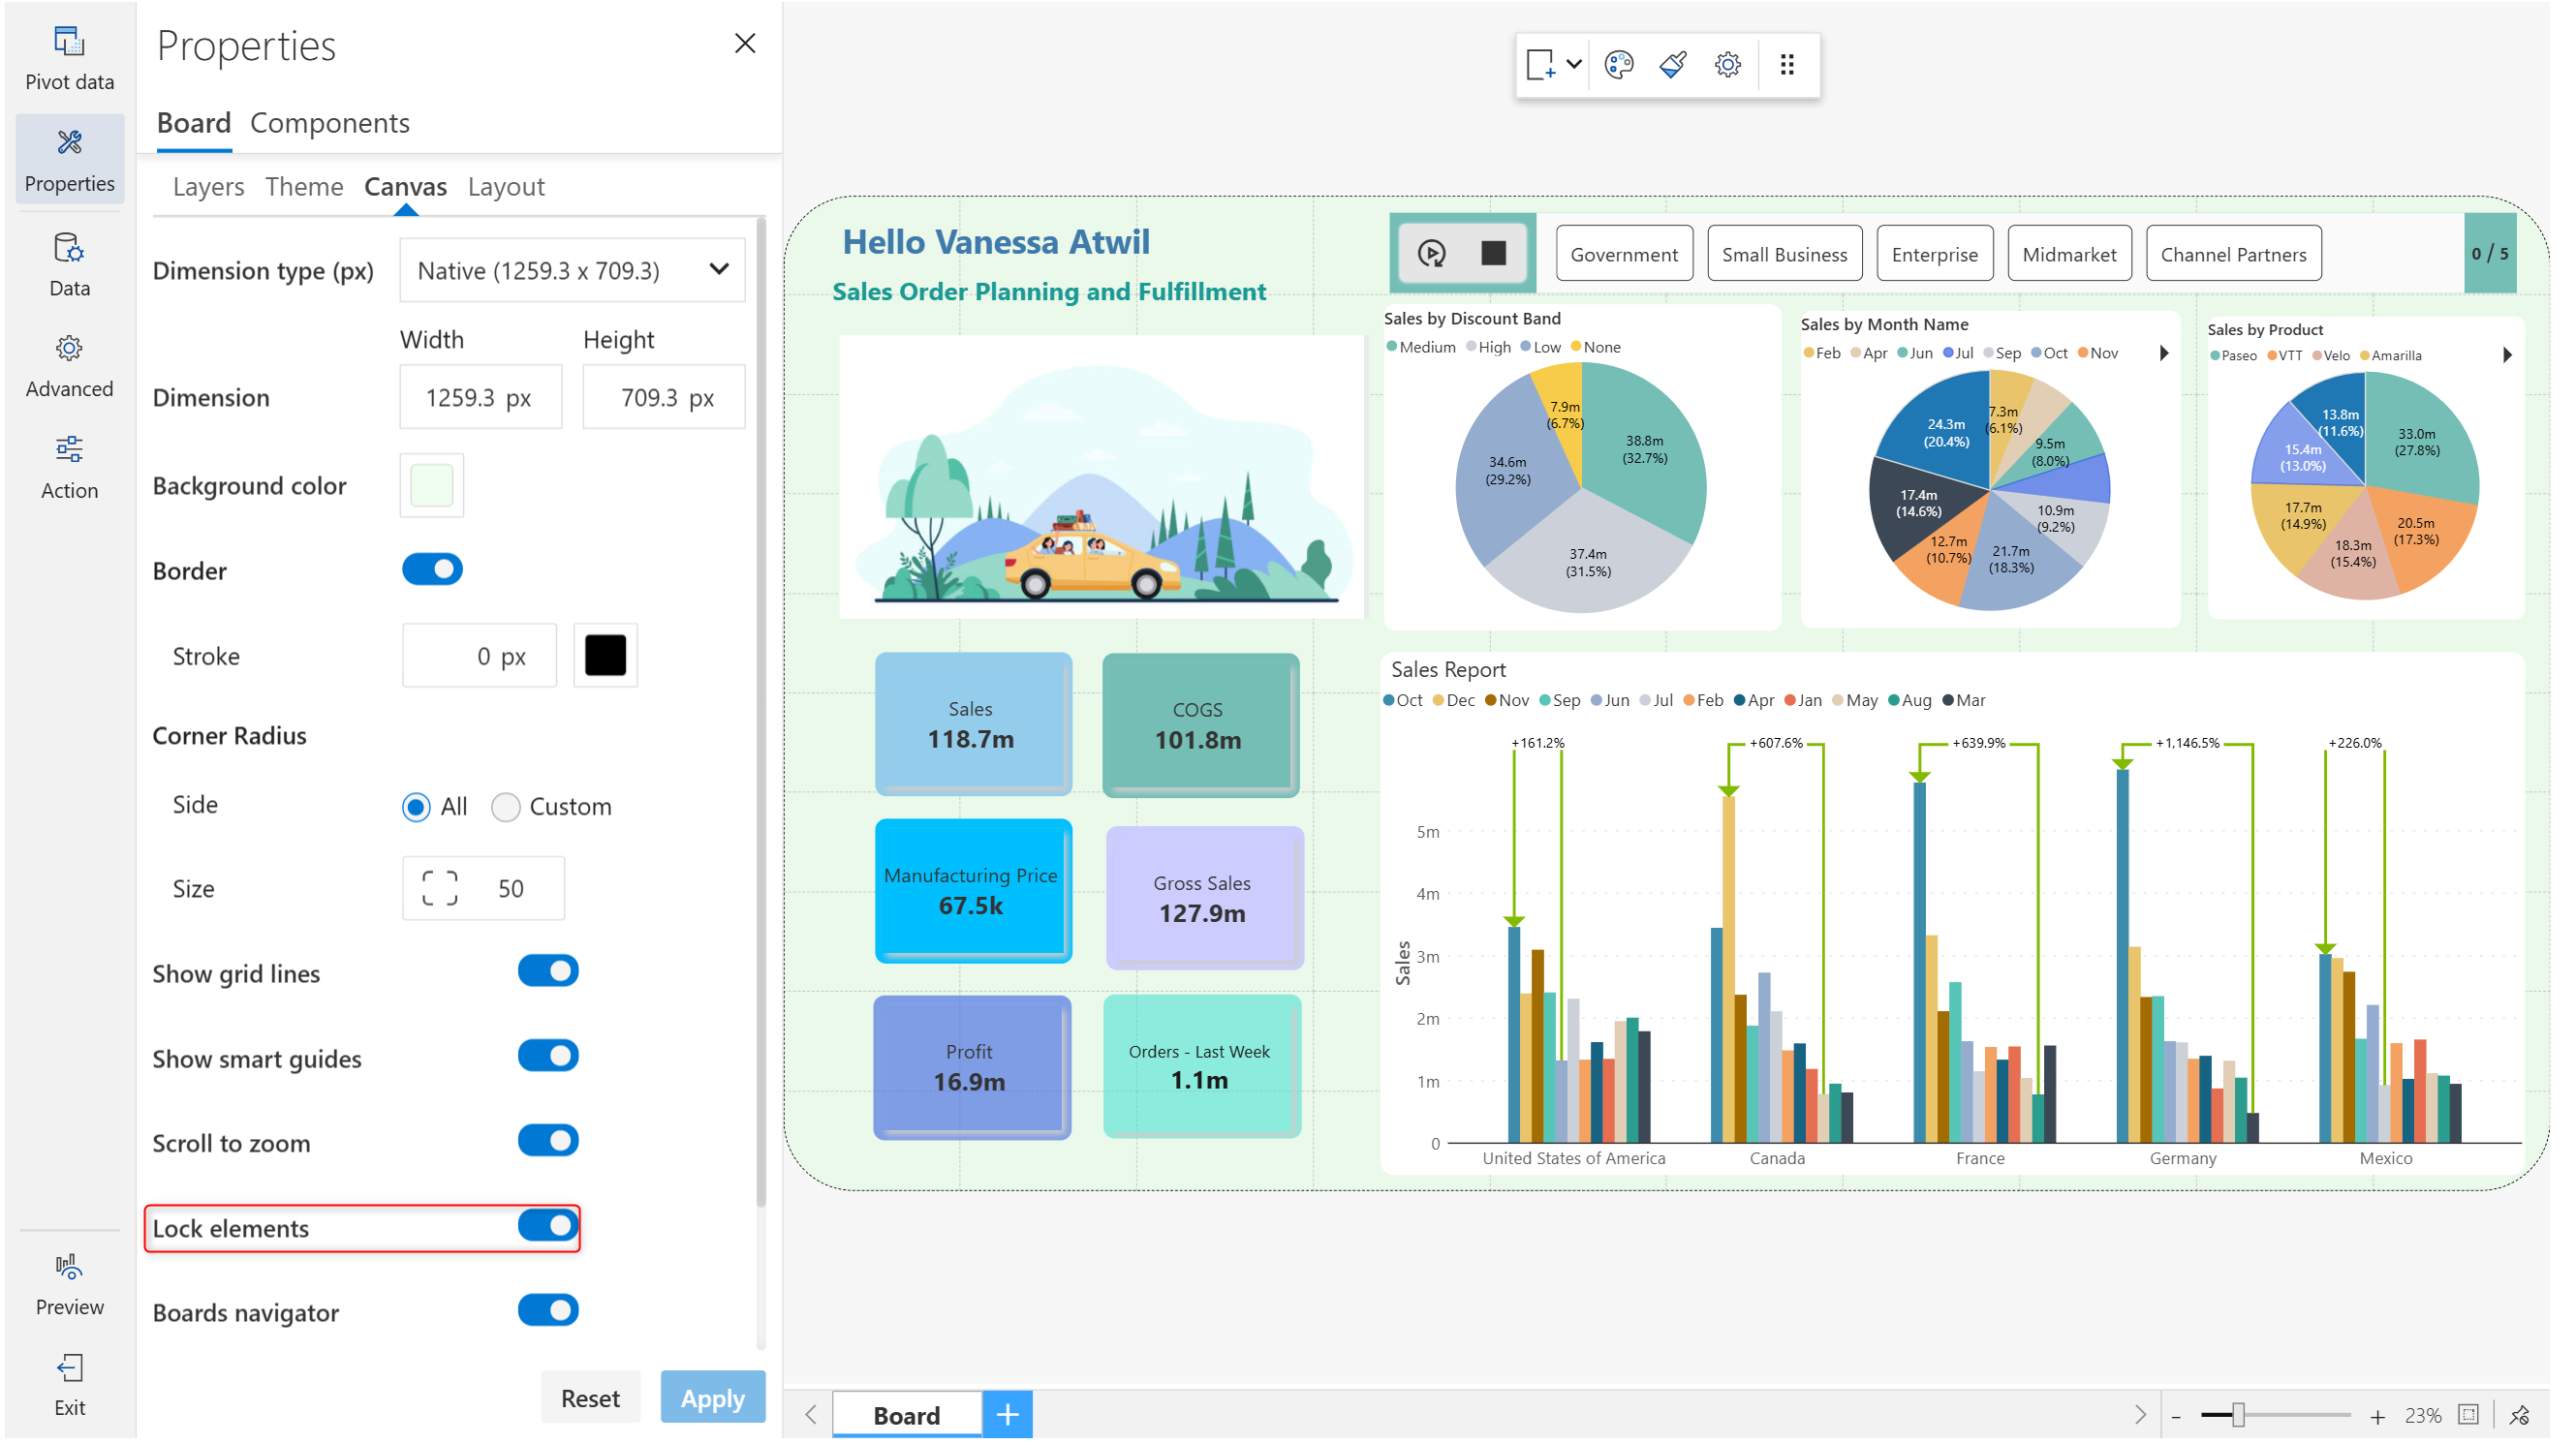 Pivot data
Properties
Data
Advanced
Action
Preview
Exit
Properties
Board Components
Layers Theme Canvas Layout
Dimension type (px) Native (1259.3 x 709.3)
Width Height
Dimension 1259.3 px 709.3 px
Background color
Border
Stroke 0 px
Corner Radius
Side All Custom
Size 50
Show grid lines
Show smart guides
Scroll to zoom
Lock elements
Boards navigator
Reset Apply
Hello Vanessa Atwil
Sales Order Planning and Fulfillment
Government Small Business Enterprise Midmarket Channel Partners 0 / 5
Sales by Discount Band
Medium High Low None
7.9m
(6.7%)
38.8m
(32.7%)
34.6m
(29.2%)
37.4m
(31.5%)
Sales by Month Name
Feb Apr Jun Jul Sep Oct Nov
24.3m
(20.4%)
7.3m
(6.1%)
9.5m
(8.0%)
17.4m
(14.6%)
10.9m
(9.2%)
12.7m
(10.7%)
21.7m
(18.3%)
Sales by Product
Paseo VTT Velo Amarilla
13.8m
(11.6%)
33.0m
(27.8%)
15.4m
(13.0%)
17.7m
(14.9%)
20.5m
(17.3%)
18.3m
(15.4%)
Sales
118.7m
COGS
101.8m
Manufacturing Price
67.5k
Gross Sales
127.9m
Profit
16.9m
Orders - Last Week
1.1m
Sales Report
Oct Dec Nov Sep Jun Jul Feb Apr Jan May Aug Mar
+161.2% +607.6% +639.9% +1,146.5% +226.0%
5m
4m
3m
2m
1m
0
Sales
United States of America Canada France Germany Mexico
Board +
- + 23%